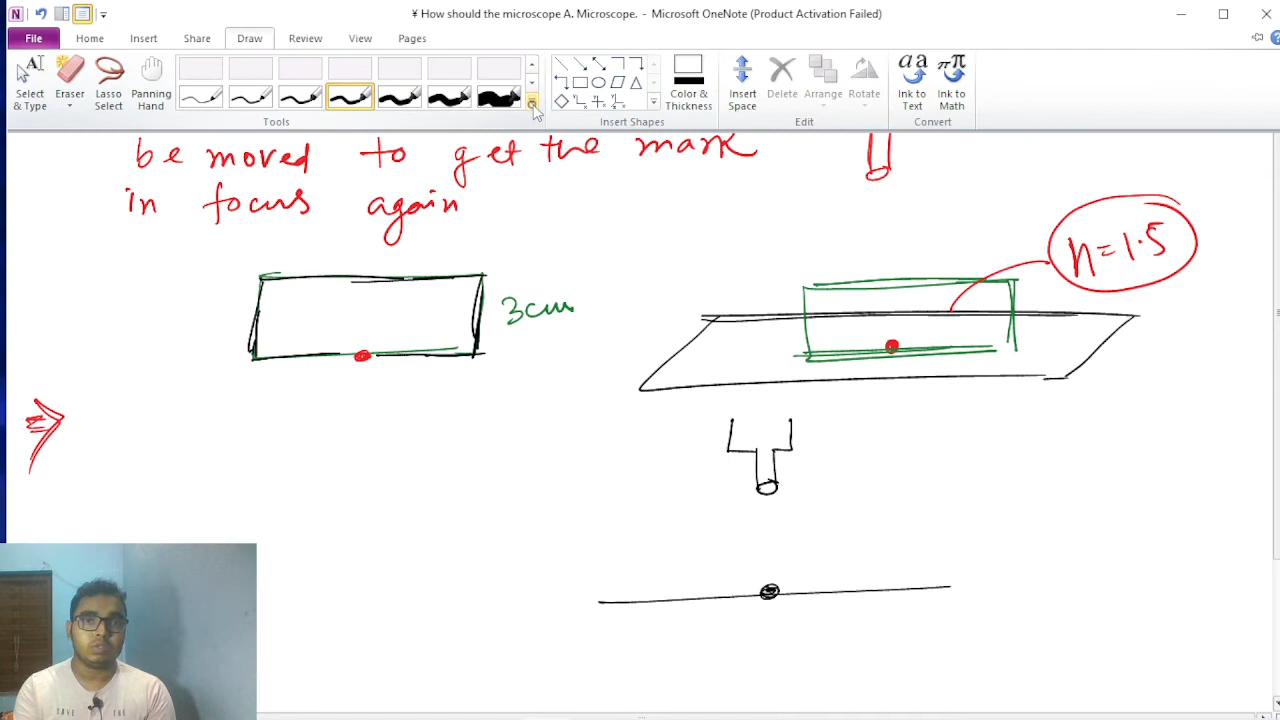 ¥ How should the microscope A. Microscope. - Microsoft OneNote (Product Activation Failed)
File Home Insert Share Draw Review View Pages
Select & Type
Eraser
Lasso Select
Panning Hand
Color & Thickness
Insert Space
Delete
Arrange
Rotate
Ink to Text
Ink to Math
Tools
Insert Shapes
Edit
Convert
be moved to get the mark
in focus again
n=1.5
3cm
SAVE THE